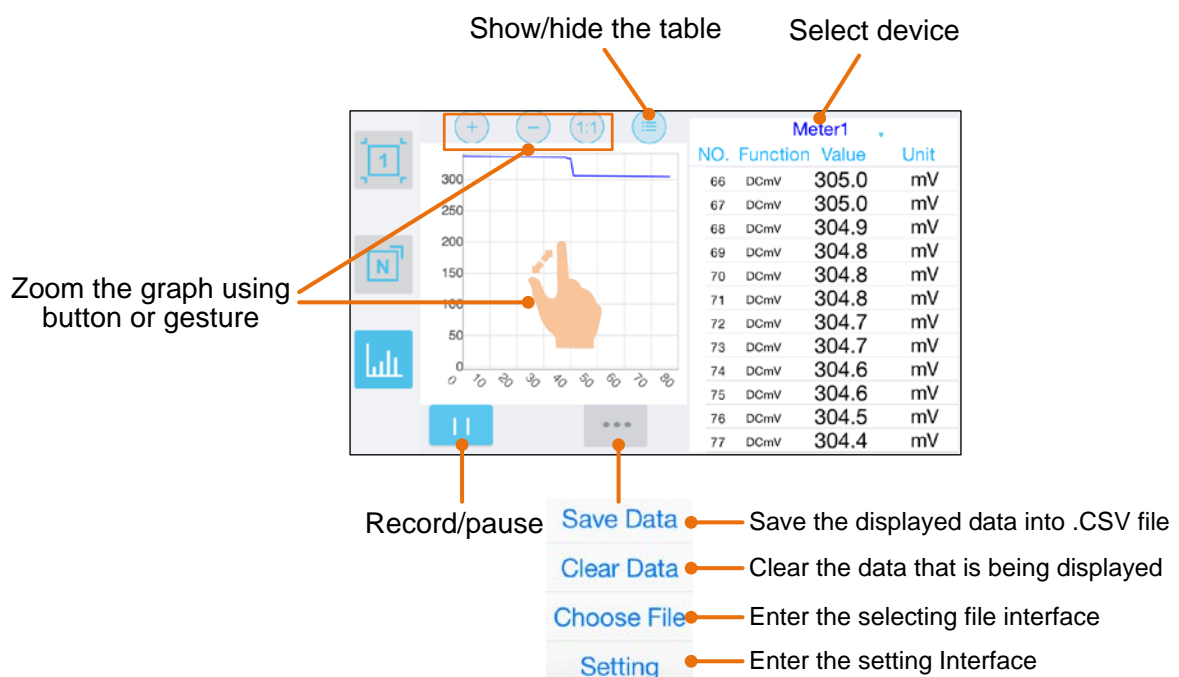 Show/hide the table
Select device
+
−
1:1
Meter1
NO. Function Value Unit
1
N
300
250
200
150
100
50
0
0 10 20 30 40 50 60 70 80
66 DCmV 305.0 mV
67 DCmV 305.0 mV
68 DCmV 304.9 mV
69 DCmV 304.8 mV
70 DCmV 304.8 mV
71 DCmV 304.8 mV
72 DCmV 304.7 mV
73 DCmV 304.7 mV
74 DCmV 304.6 mV
75 DCmV 304.6 mV
76 DCmV 304.5 mV
77 DCmV 304.4 mV
Zoom the graph using
button or gesture
Record/pause
Save Data
Save the displayed data into .CSV file
Clear Data
Clear the data that is being displayed
Choose File
Enter the selecting file interface
Setting
Enter the setting Interface